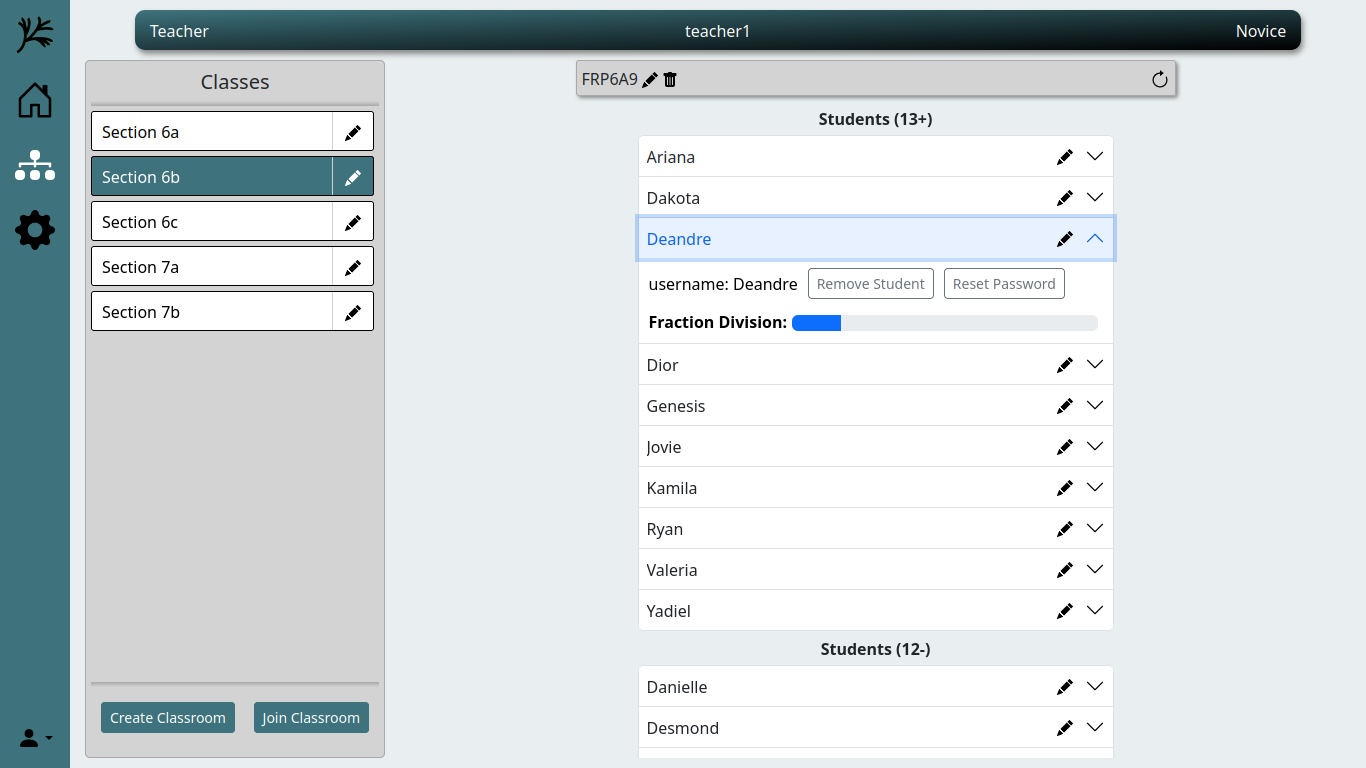 Teacher teacher1 Novice
Classes
Section 6a
Section 6b
Section 6c
Section 7a
Section 7b
Create Classroom Join Classroom
FRP6A9
Students (13+)
Ariana
Dakota
Deandre
username: Deandre Remove Student Reset Password
Fraction Division:
Dior
Genesis
Jovie
Kamila
Ryan
Valeria
Yadiel
Students (12-)
Danielle
Desmond